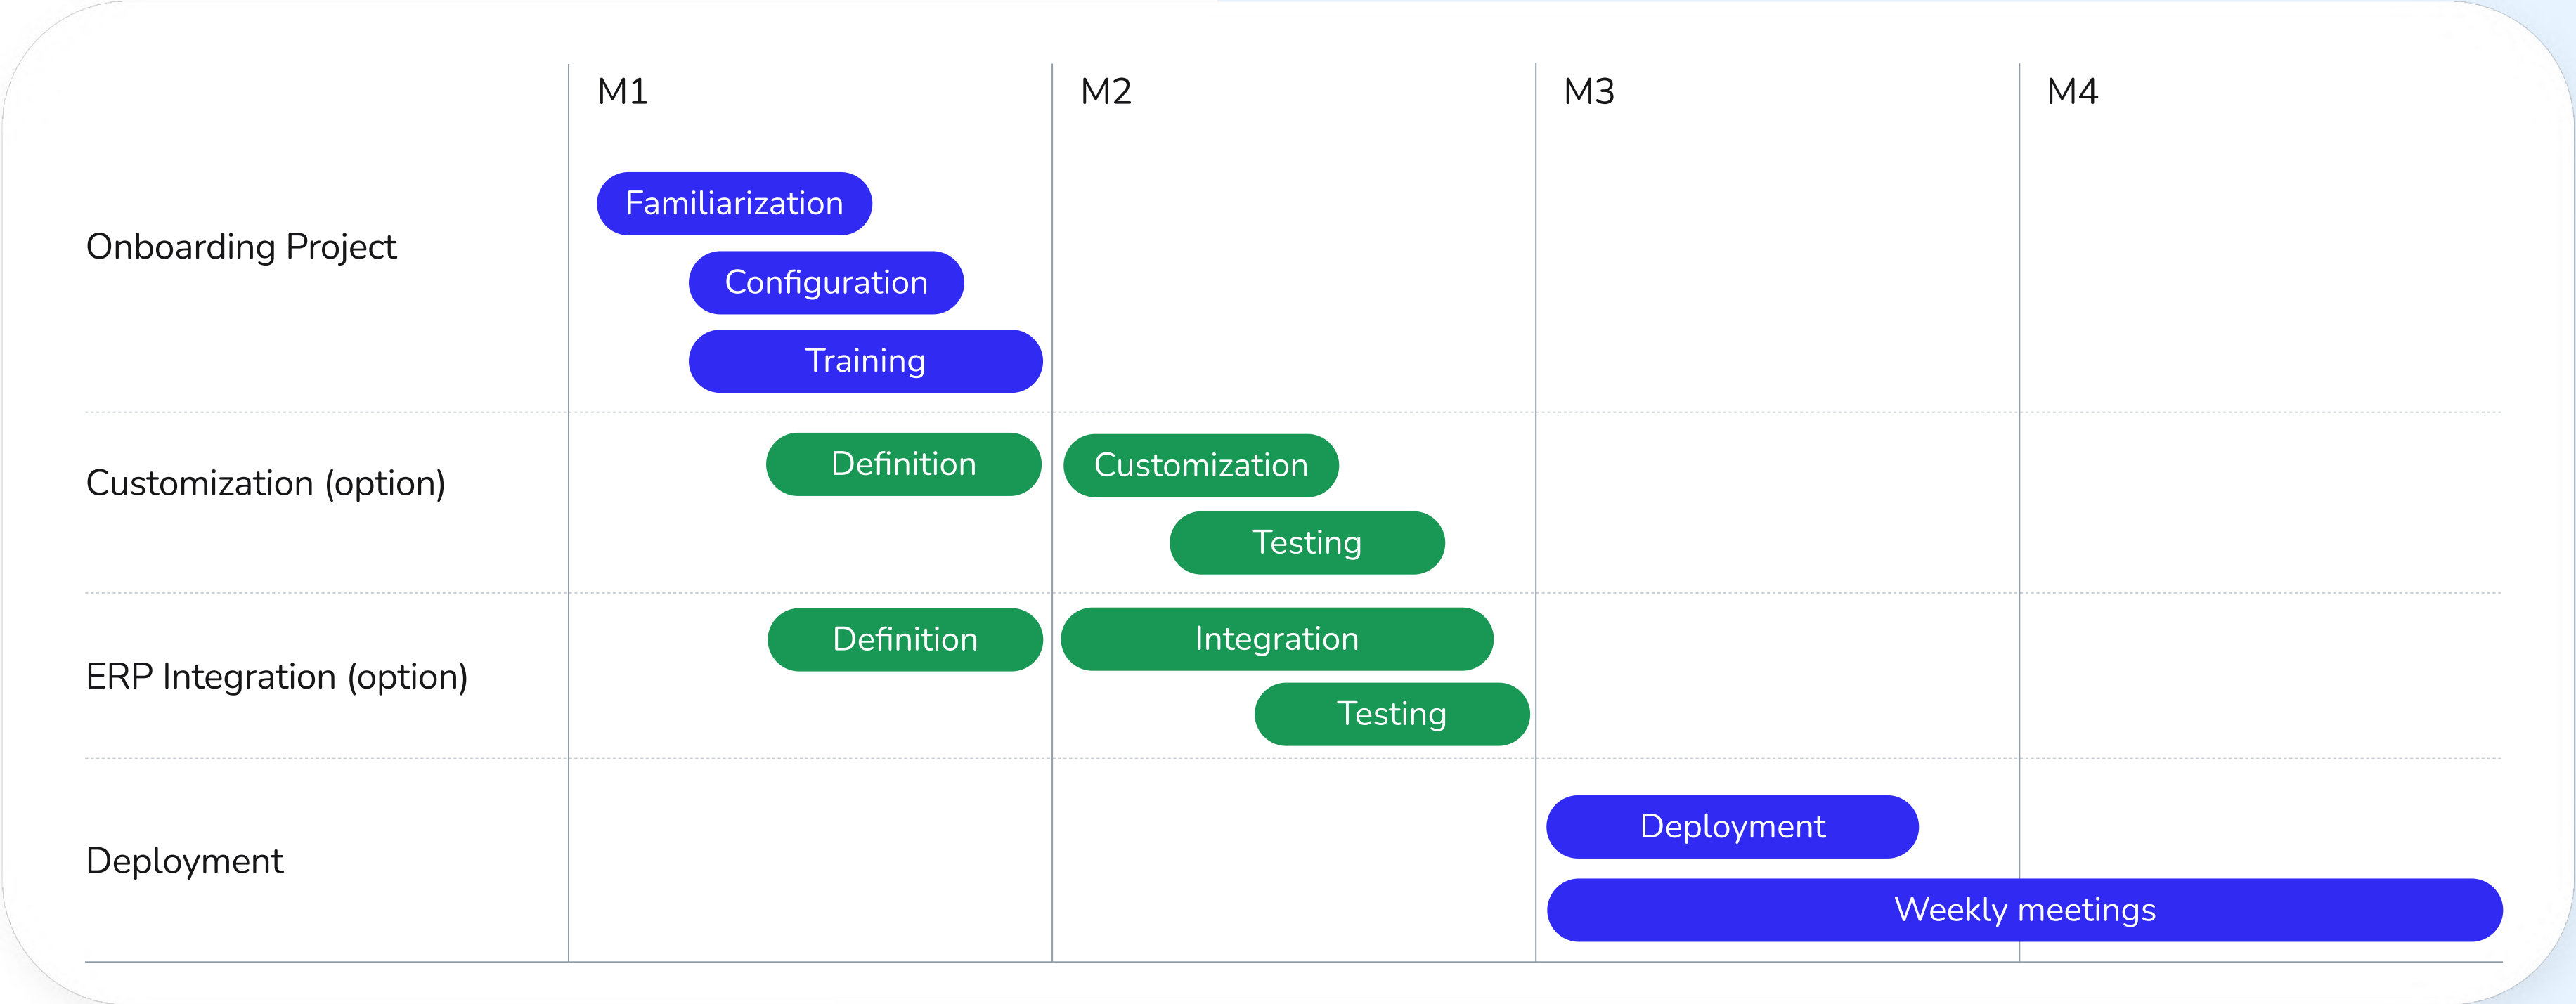 M1 M2 M3 M4
Onboarding Project
Familiarization
Configuration
Training
Customization (option)
Definition
Customization
Testing
ERP Integration (option)
Definition
Integration
Testing
Deployment
Deployment
Weekly meetings